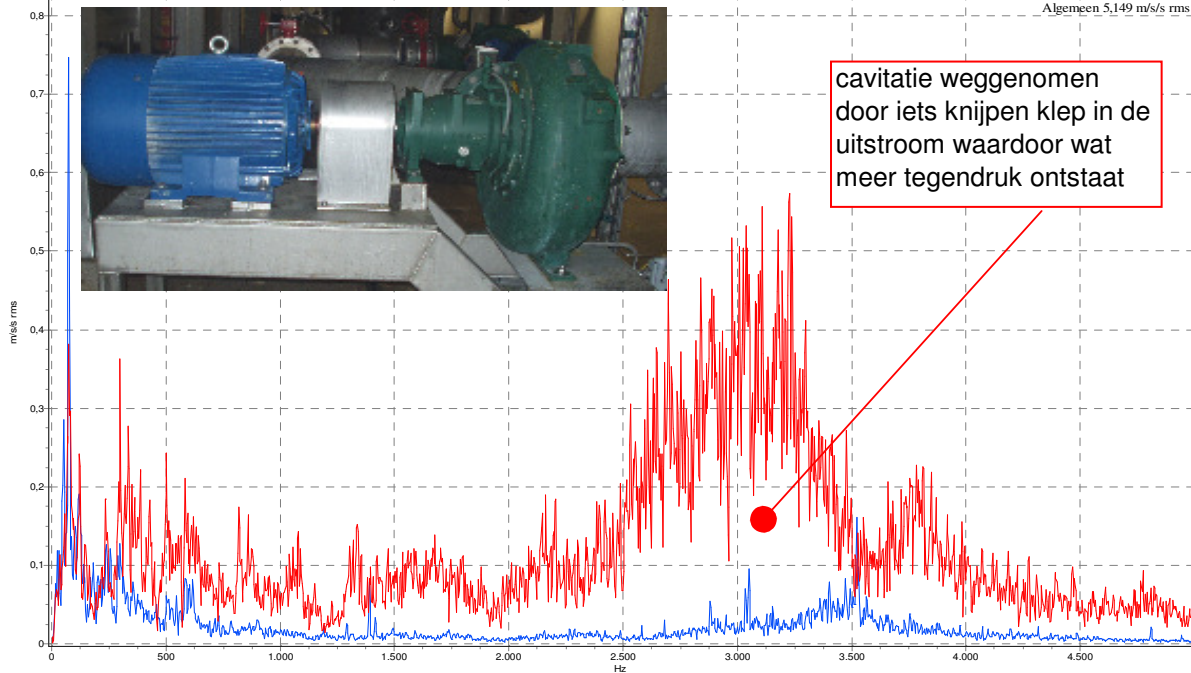 Algemeen 5,149 m/s/s rms
cavitatie weggenomen
door iets knijpen klep in de
uitstroom waardoor wat
meer tegendruk ontstaat
0,8
0,7
0,6
0,5
0,4
0,3
0,2
0,1
0
m/s/s rms
0
500
1.000
1.500
2.000
2.500
3.000
3.500
4.000
4.500
Hz